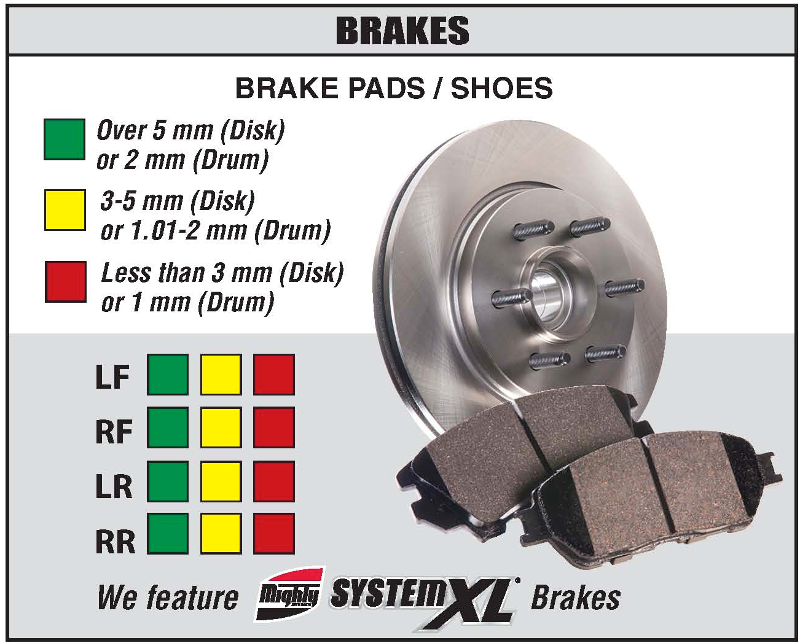 BRAKES
BRAKE PADS / SHOES
Over 5 mm (Disk)
or 2 mm (Drum)
3-5 mm (Disk)
or 1.01-2 mm (Drum)
Less than 3 mm (Disk)
or 1 mm (Drum)
LF
RF
LR
RR
We feature Mighty SYSTEM XL Brakes